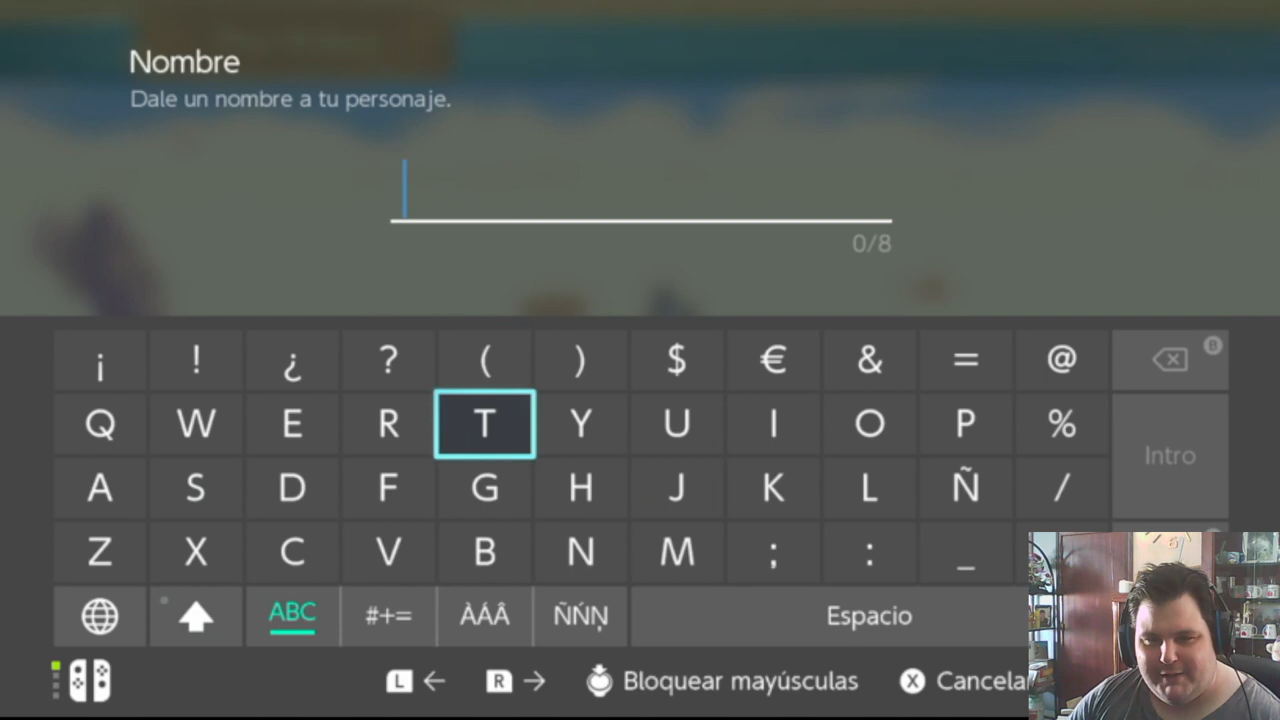 Nombre
Dale un nombre a tu personaje.
0/8
¡ ! ¿ ? ( ) $ € & = @ B
Q W E R T Y U I O P %
A S D F G H J K L Ñ / Intro
Z X C V B N M ; : _
ABC #+= ÀÁÂ ÑŃŅ Espacio
L ← R → Bloquear mayúsculas X Cancela